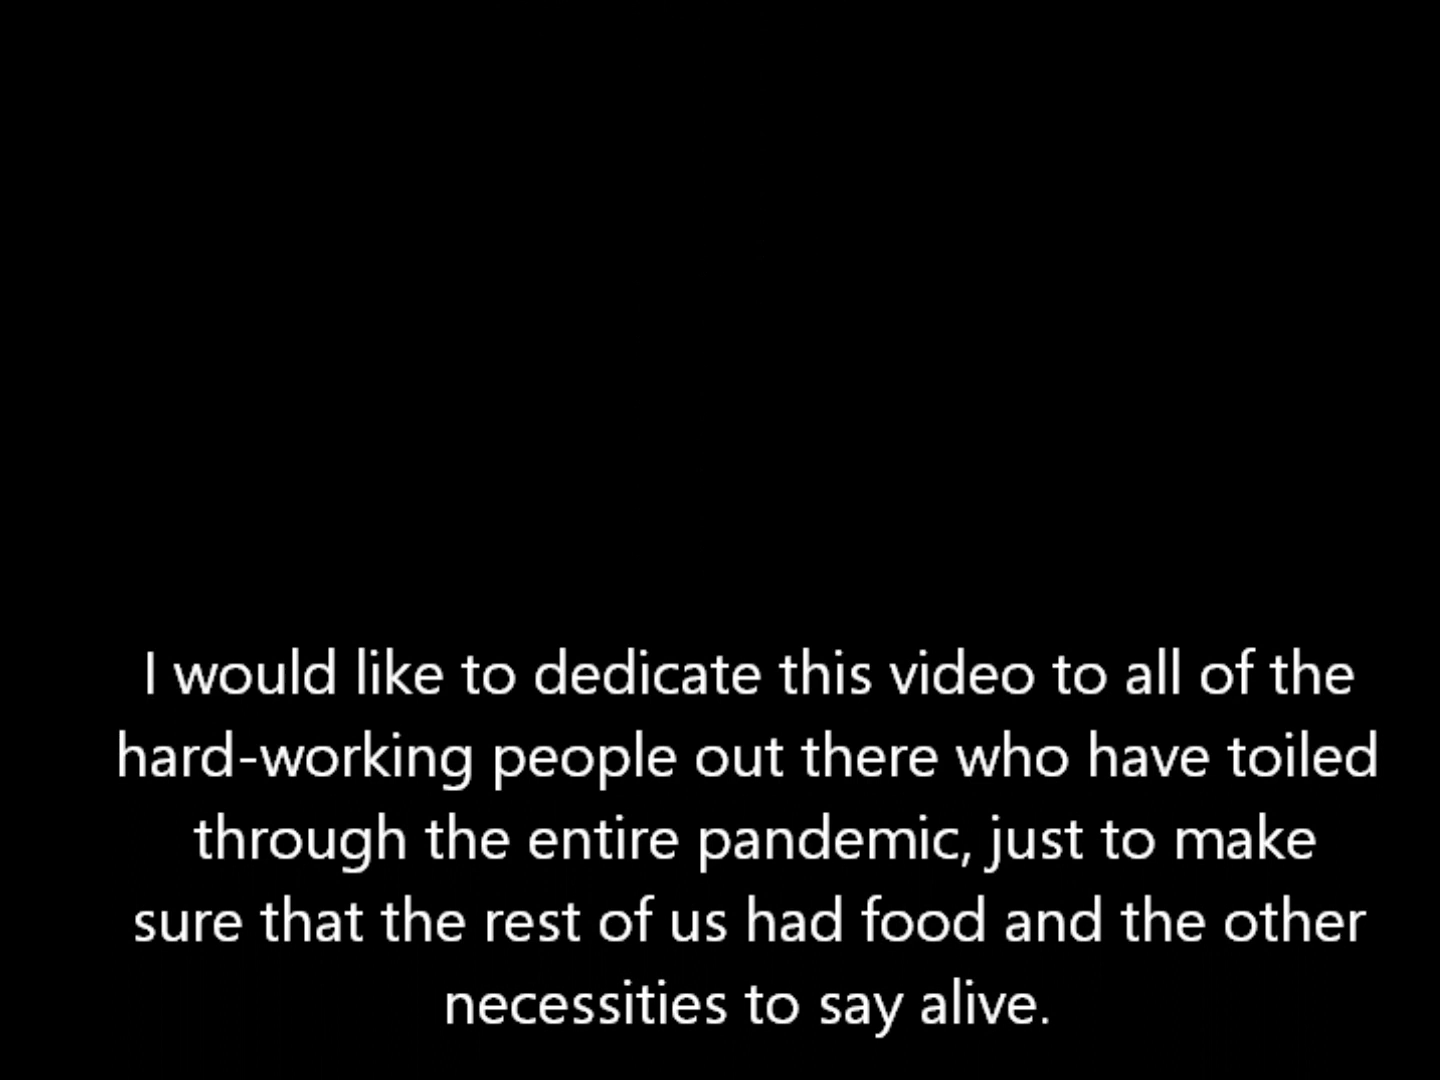 I would like to dedicate this video to all of the
hard-working people out there who have toiled
through the entire pandemic, just to make
sure that the rest of us had food and the other
necessities to say alive.